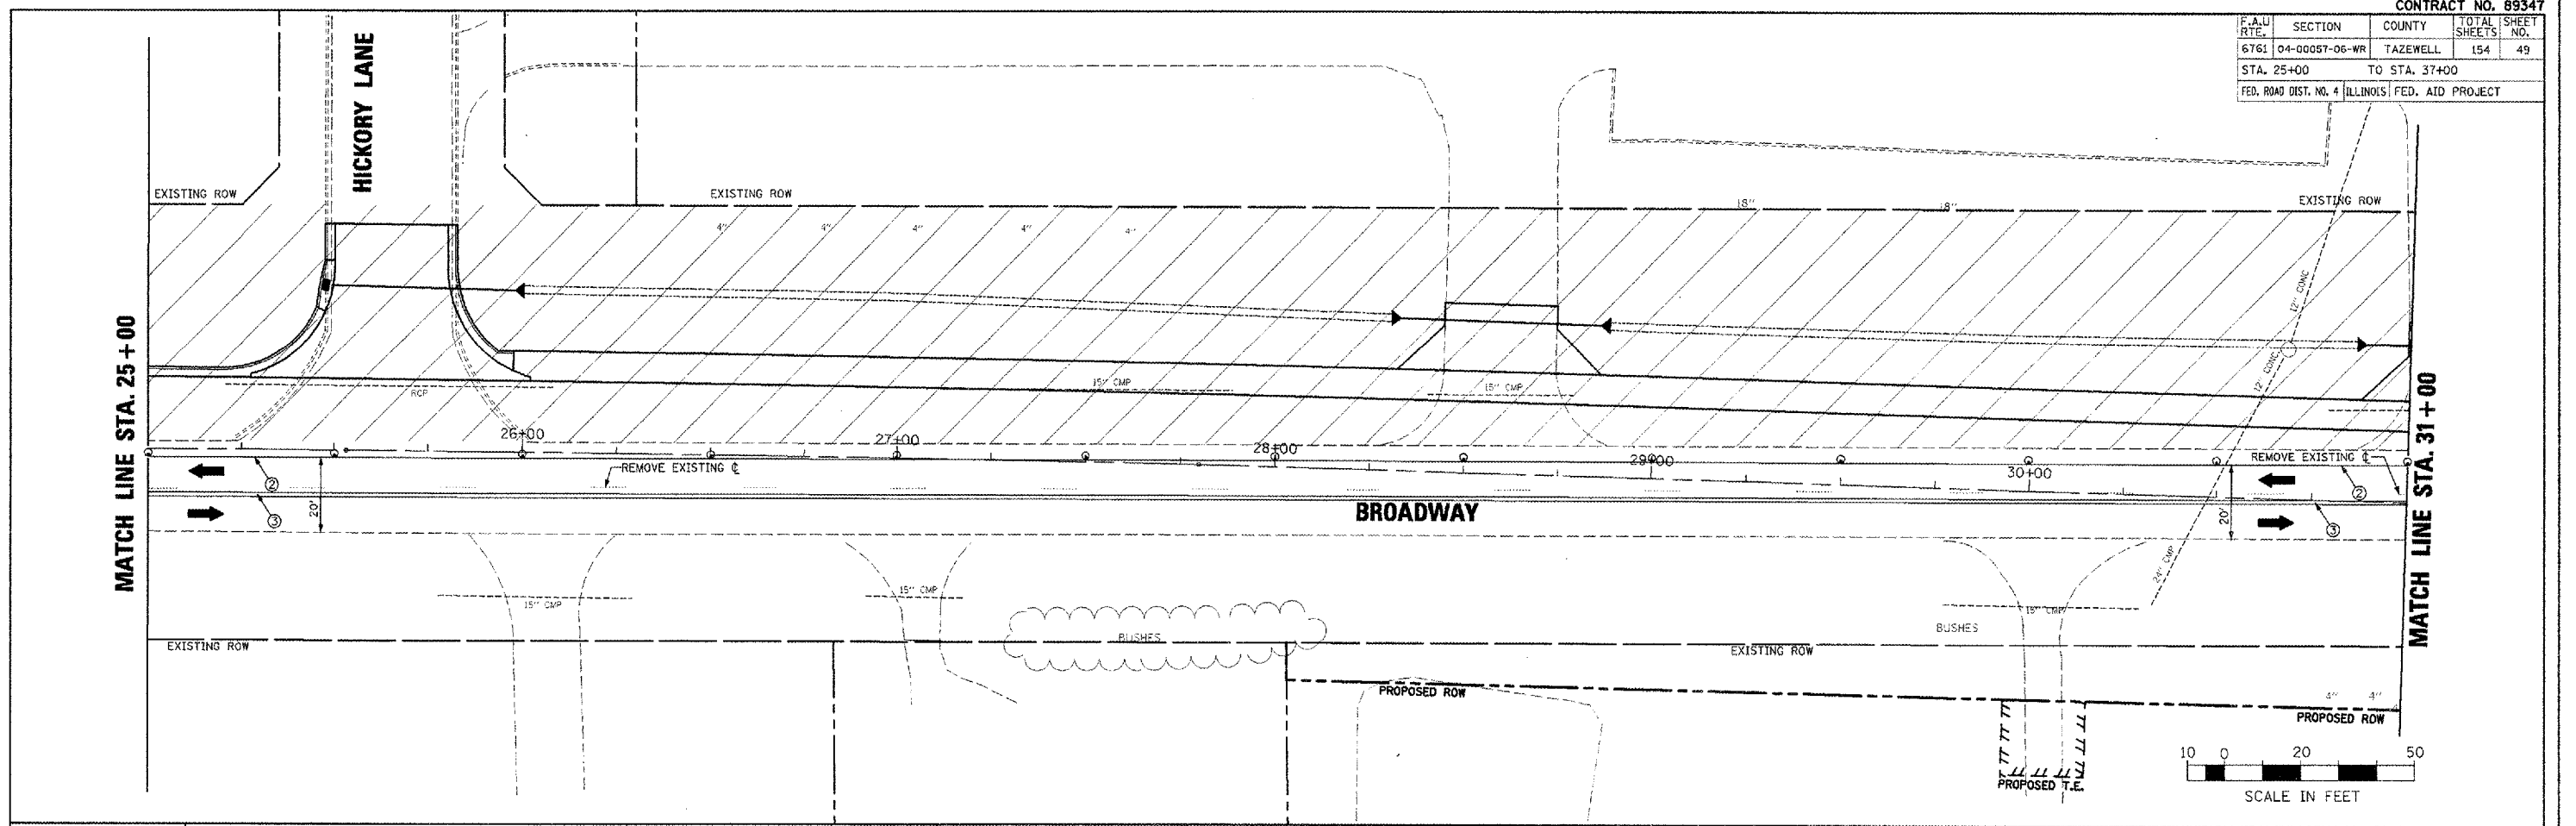 CONTRACT NO. 89347
F.A.U RTE. SECTION COUNTY TOTAL SHEETS SHEET NO.
6761 04-00057-06-WR TAZEWELL 154 49
STA. 25+00 TO STA. 37+00
FED. ROAD DIST. NO. 4 ILLINOIS FED. AID PROJECT
HICKORY LANE
EXISTING ROW
EXISTING ROW
EXISTING ROW
4" 4" 4" 4" 4"
18" 18"
12" CONC
12" CONC
MATCH LINE STA. 25+00
MATCH LINE STA. 31+00
RCP
15" CMP
15" CMP
26+00
27+00
28+00
29+00
30+00
REMOVE EXISTING ℄
REMOVE EXISTING ℄
②
②
③
③
20'
20'
BROADWAY
24" CMP
15" CMP
15" CMP
15" CMP
BUSHES
BUSHES
EXISTING ROW
EXISTING ROW
PROPOSED ROW
4" 4"
PROPOSED ROW
PROPOSED T.E.
10 0 20 50
SCALE IN FEET